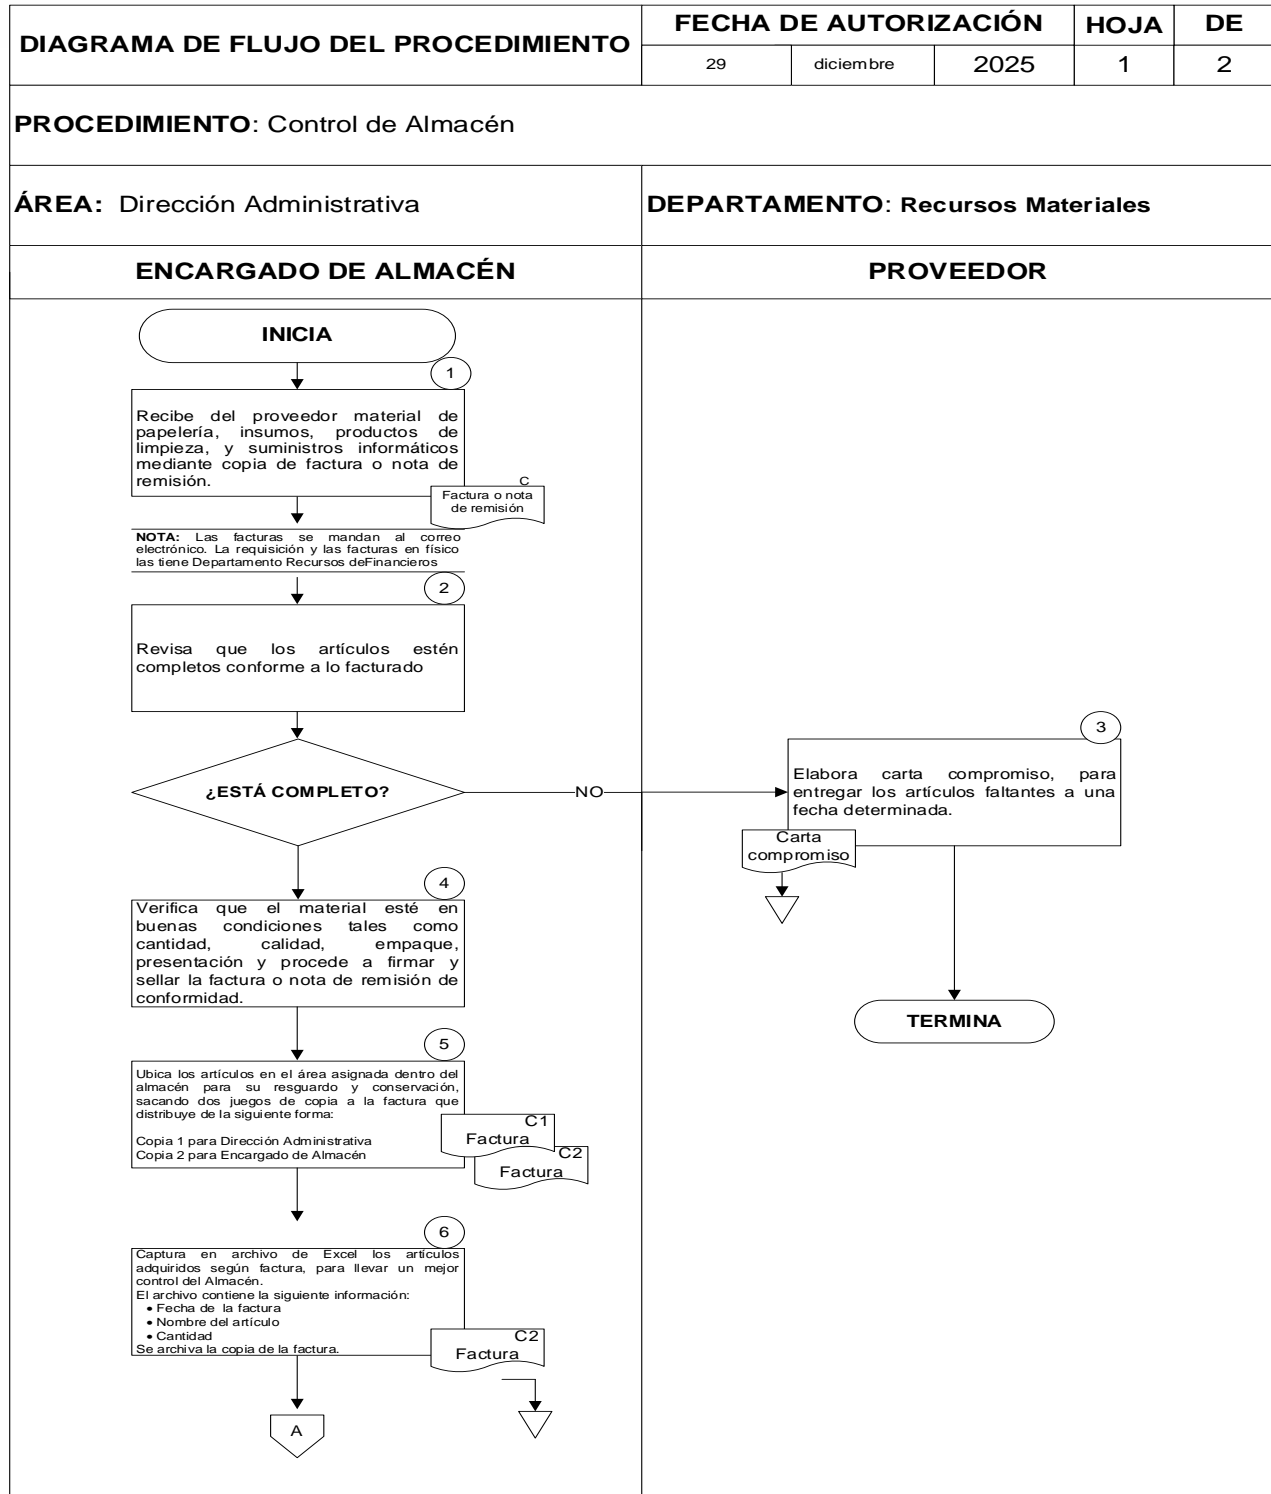 DIAGRAMA DE FLUJO DEL PROCEDIMIENTO
FECHA DE AUTORIZACIÓN
HOJA
DE
29
diciembre
2025
1
2
PROCEDIMIENTO: Control de Almacén
ÁREA: Dirección Administrativa
DEPARTAMENTO: Recursos Materiales
ENCARGADO DE ALMACÉN
PROVEEDOR
INICIA
1
Recibe del proveedor material de
papelería, insumos, productos de
limpieza, y suministros informáticos
mediante copia de factura o nota de
remisión.
C
Factura o nota
de remisión
NOTA: Las facturas se mandan al correo
electrónico. La requisición y las facturas en físico
las tiene Departamento Recursos deFinancieros
2
Revisa que los artículos estén
completos conforme a lo facturado
¿ESTÁ COMPLETO?
NO
3
Elabora carta compromiso, para
entregar los artículos faltantes a una
fecha determinada.
Carta
compromiso
TERMINA
4
Verifica que el material esté en
buenas condiciones tales como
cantidad, calidad, empaque,
presentación y procede a firmar y
sellar la factura o nota de remisión de
conformidad.
5
Ubica los artículos en el área asignada dentro del
almacén para su resguardo y conservación,
sacando dos juegos de copia a la factura que
distribuye de la siguiente forma:
Copia 1 para Dirección Administrativa
Copia 2 para Encargado de Almacén
C1
Factura
C2
Factura
6
Captura en archivo de Excel los artículos
adquiridos según factura, para llevar un mejor
control del Almacén.
El archivo contiene la siguiente información:
• Fecha de la factura
• Nombre del artículo
• Cantidad
Se archiva la copia de la factura.
C2
Factura
A